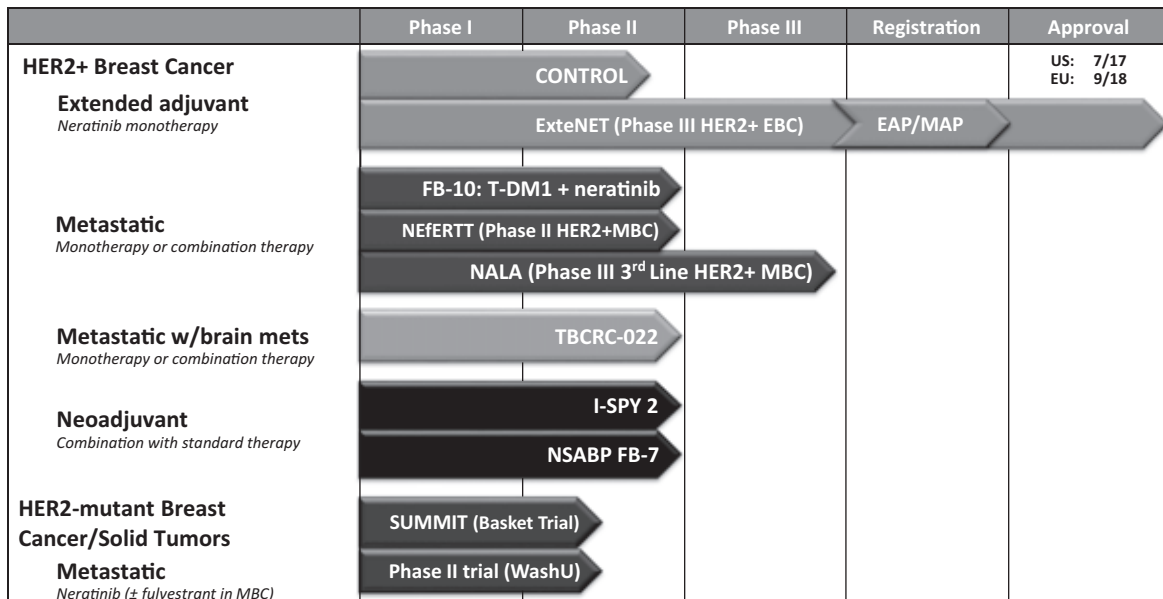 Phase I Phase II Phase III Registration Approval
HER2+ Breast Cancer
CONTROL
US: 7/17
EU: 9/18
Extended adjuvant
Neratinib monotherapy
ExteNET (Phase III HER2+ EBC) EAP/MAP
FB-10: T-DM1 + neratinib
Metastatic
Monotherapy or combination therapy
NEfERTT (Phase II HER2+MBC)
NALA (Phase III 3rd Line HER2+ MBC)
Metastatic w/brain mets
Monotherapy or combination therapy
TBCRC-022
Neoadjuvant
Combination with standard therapy
I-SPY 2
NSABP FB-7
HER2-mutant Breast
Cancer/Solid Tumors
SUMMIT (Basket Trial)
Metastatic
Neratinib (± fulvestrant in MBC)
Phase II trial (WashU)